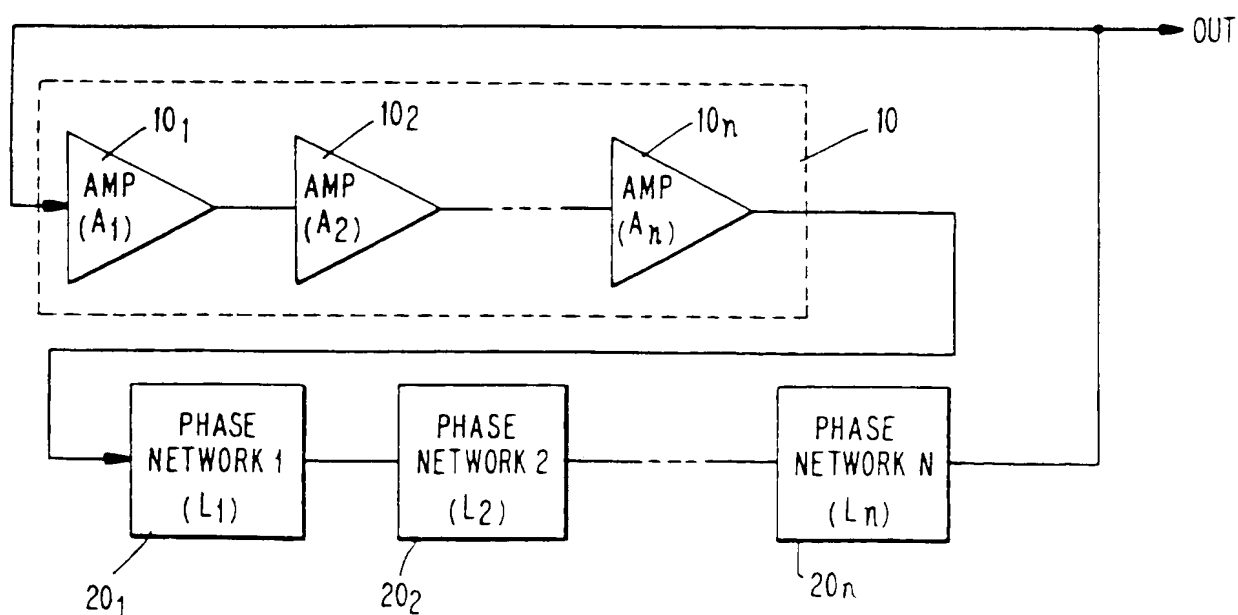 OUT
10₁
10₂
10ₙ
10
AMP
(A₁)
AMP
(A₂)
AMP
(Aₙ)
PHASE
NETWORK 1
(L₁)
PHASE
NETWORK 2
(L₂)
PHASE
NETWORK N
(Lₙ)
20₁
20₂
20ₙ